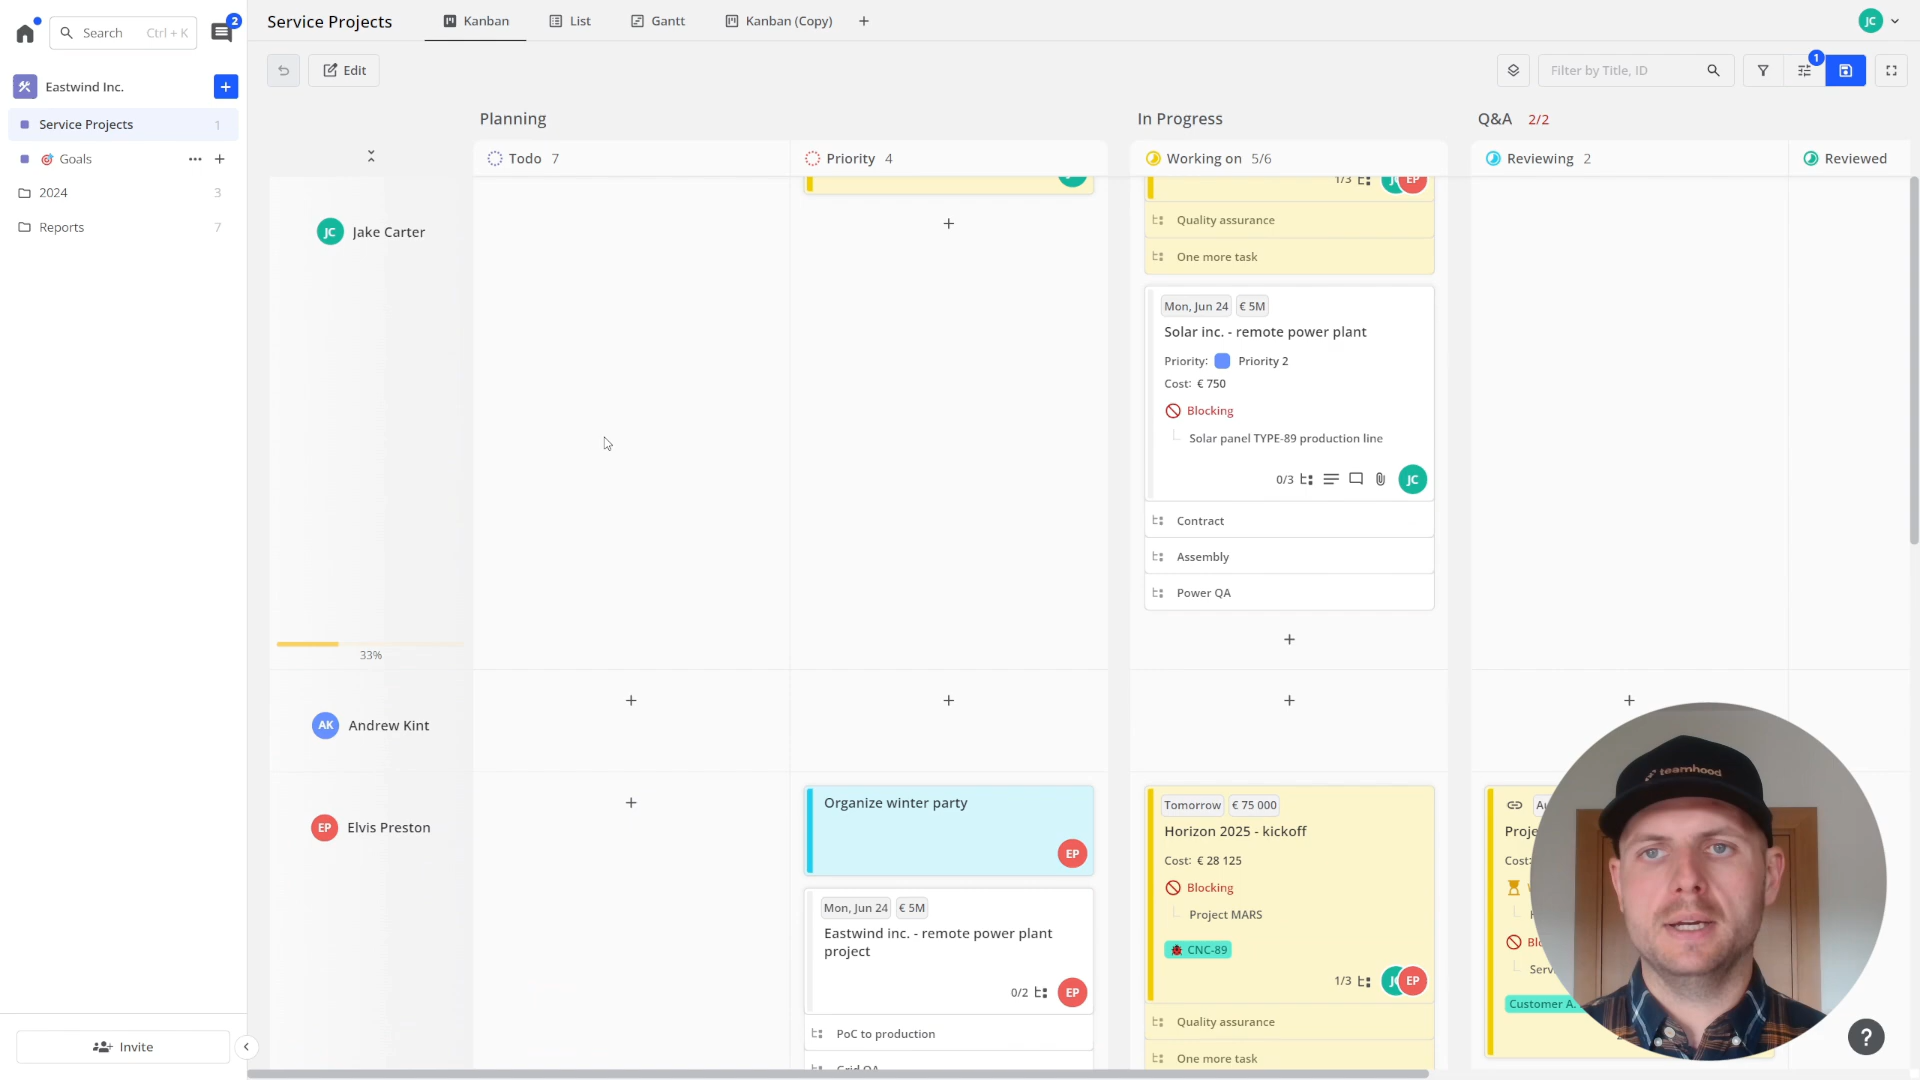 Search
Ctrl + K
2
Service Projects
Kanban
List
Gantt
Kanban (Copy)
+
JC
Eastwind Inc.
+
Service Projects
1
Goals
2024
3
Reports
7
Invite
Edit
Filter by Title, ID
1
Planning
In Progress
Q&A 2/2
Todo 7
Priority 4
Working on 5/6
Reviewing 2
Reviewed
JC Jake Carter
33%
1/3
EP
Quality assurance
One more task
Mon, Jun 24
€ 5M
Solar inc. - remote power plant
Priority: Priority 2
Cost: € 750
Blocking
Solar panel TYPE-89 production line
0/3
JC
Contract
Assembly
Power QA
AK Andrew Kint
EP Elvis Preston
Organize winter party
EP
Mon, Jun 24
€ 5M
Eastwind inc. - remote power plant
project
0/2
EP
PoC to production
Grid QA
Tomorrow
€ 75 000
Horizon 2025 - kickoff
Cost: € 28 125
Blocking
Project MARS
CNC-89
1/3
EP
Quality assurance
One more task
Cost:
Customer A.
teamhood
?